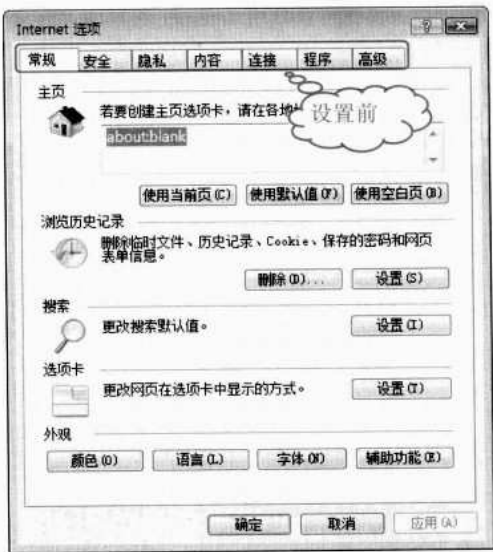 Internet 选项
常规 安全 隐私 内容 连接 程序 高级
主页
若要创建主页选项卡，请在各地
设置前
about:blank
使用当前页(C) 使用默认值(F) 使用空白页(B)
浏览历史记录
删除临时文件、历史记录、Cookie、保存的密码和网页
表单信息。
删除(D)... 设置(S)
搜索
更改搜索默认值。 设置(I)
选项卡
更改网页在选项卡中显示的方式。 设置(T)
外观
颜色(O) 语言(L) 字体(N) 辅助功能(E)
确定 取消 应用(A)